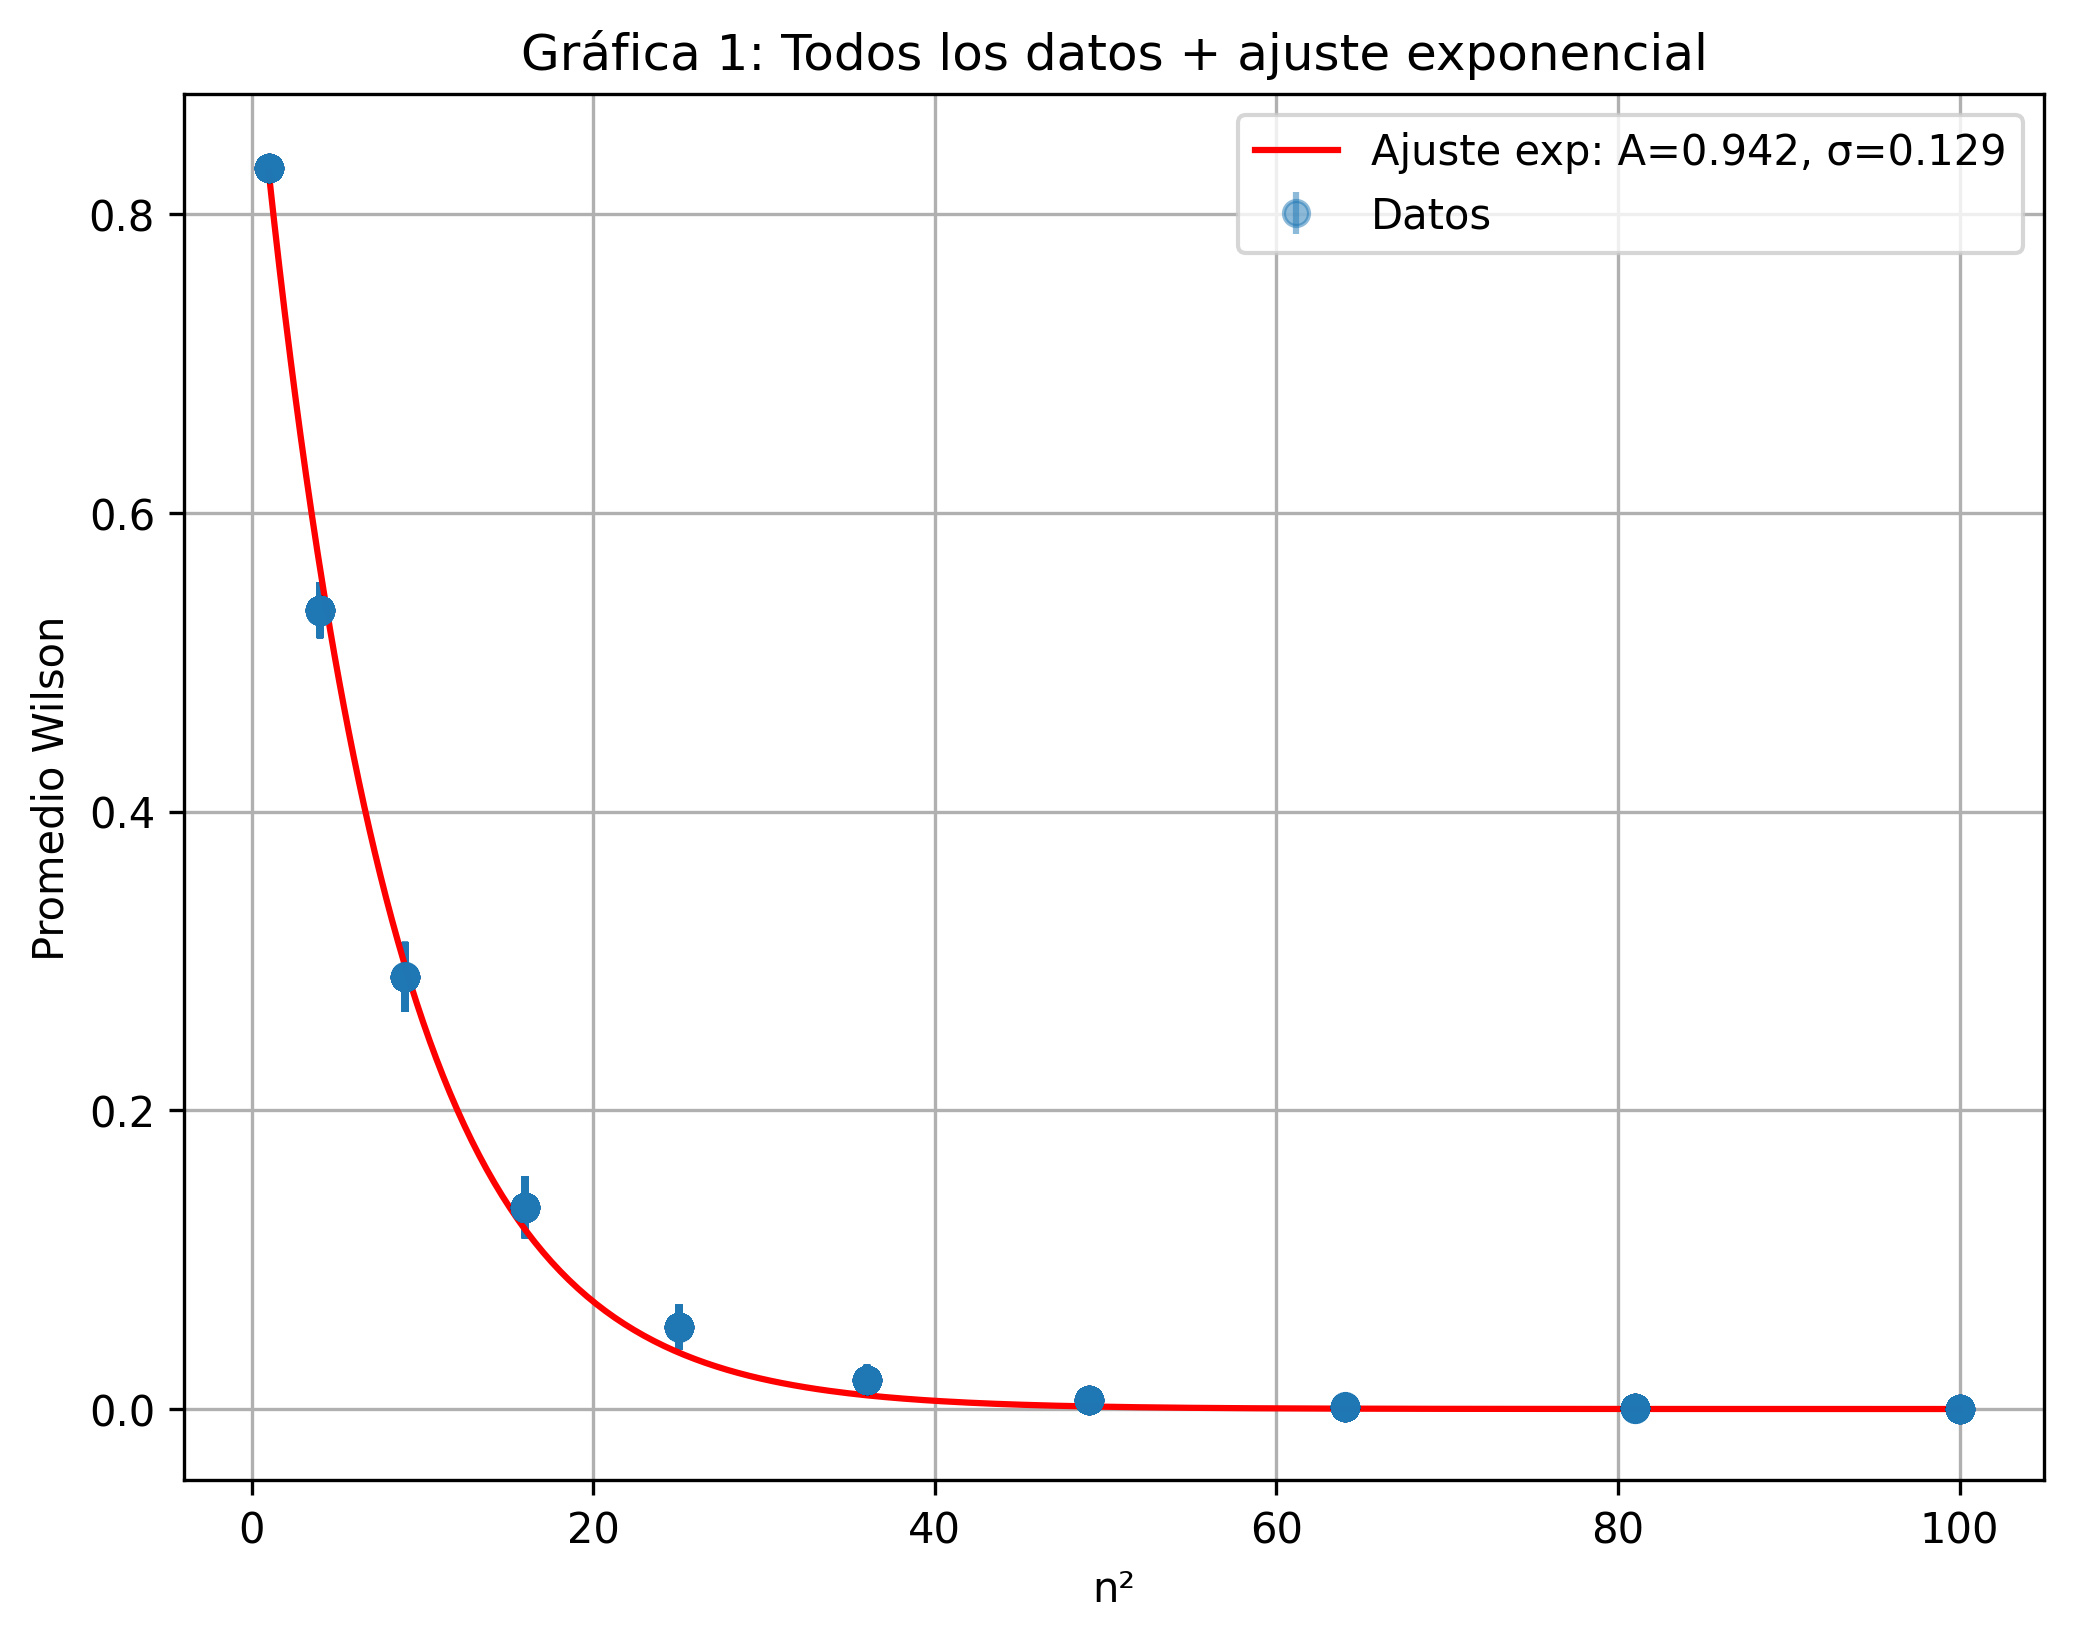 Gráfica 1: Todos los datos + ajuste exponencial
Ajuste exp: A=0.942, σ=0.129
Datos
Promedio Wilson
0.8
0.6
0.4
0.2
0.0
0 20 40 60 80 100
n²